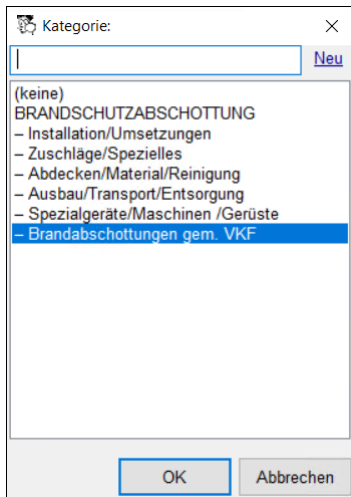 Kategorie:
Neu
(keine)
BRANDSCHUTZABSCHOTTUNG
– Installation/Umsetzungen
– Zuschläge/Spezielles
– Abdecken/Material/Reinigung
– Ausbau/Transport/Entsorgung
– Spezialgeräte/Maschinen /Gerüste
– Brandabschottungen gem. VKF
OK
Abbrechen